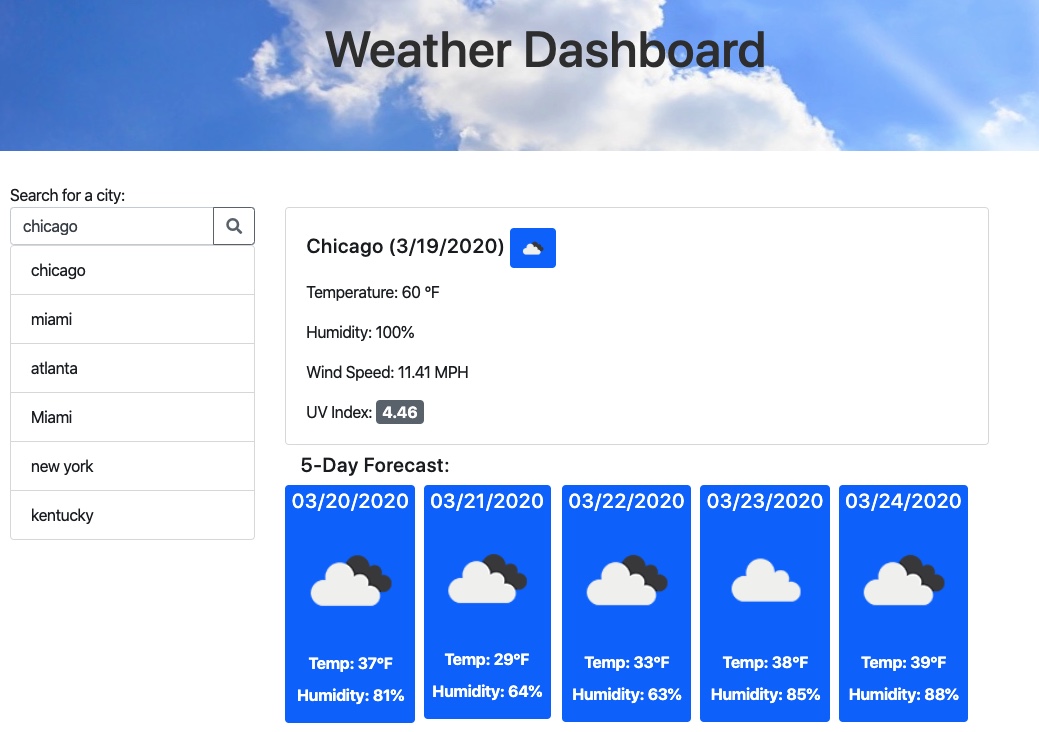 Weather Dashboard
Search for a city:
chicago
chicago
miami
atlanta
Miami
new york
kentucky
Chicago (3/19/2020)
Temperature: 60 °F
Humidity: 100%
Wind Speed: 11.41 MPH
UV Index: 4.46
5-Day Forecast:
03/20/2020
Temp: 37°F
Humidity: 81%
03/21/2020
Temp: 29°F
Humidity: 64%
03/22/2020
Temp: 33°F
Humidity: 63%
03/23/2020
Temp: 38°F
Humidity: 85%
03/24/2020
Temp: 39°F
Humidity: 88%